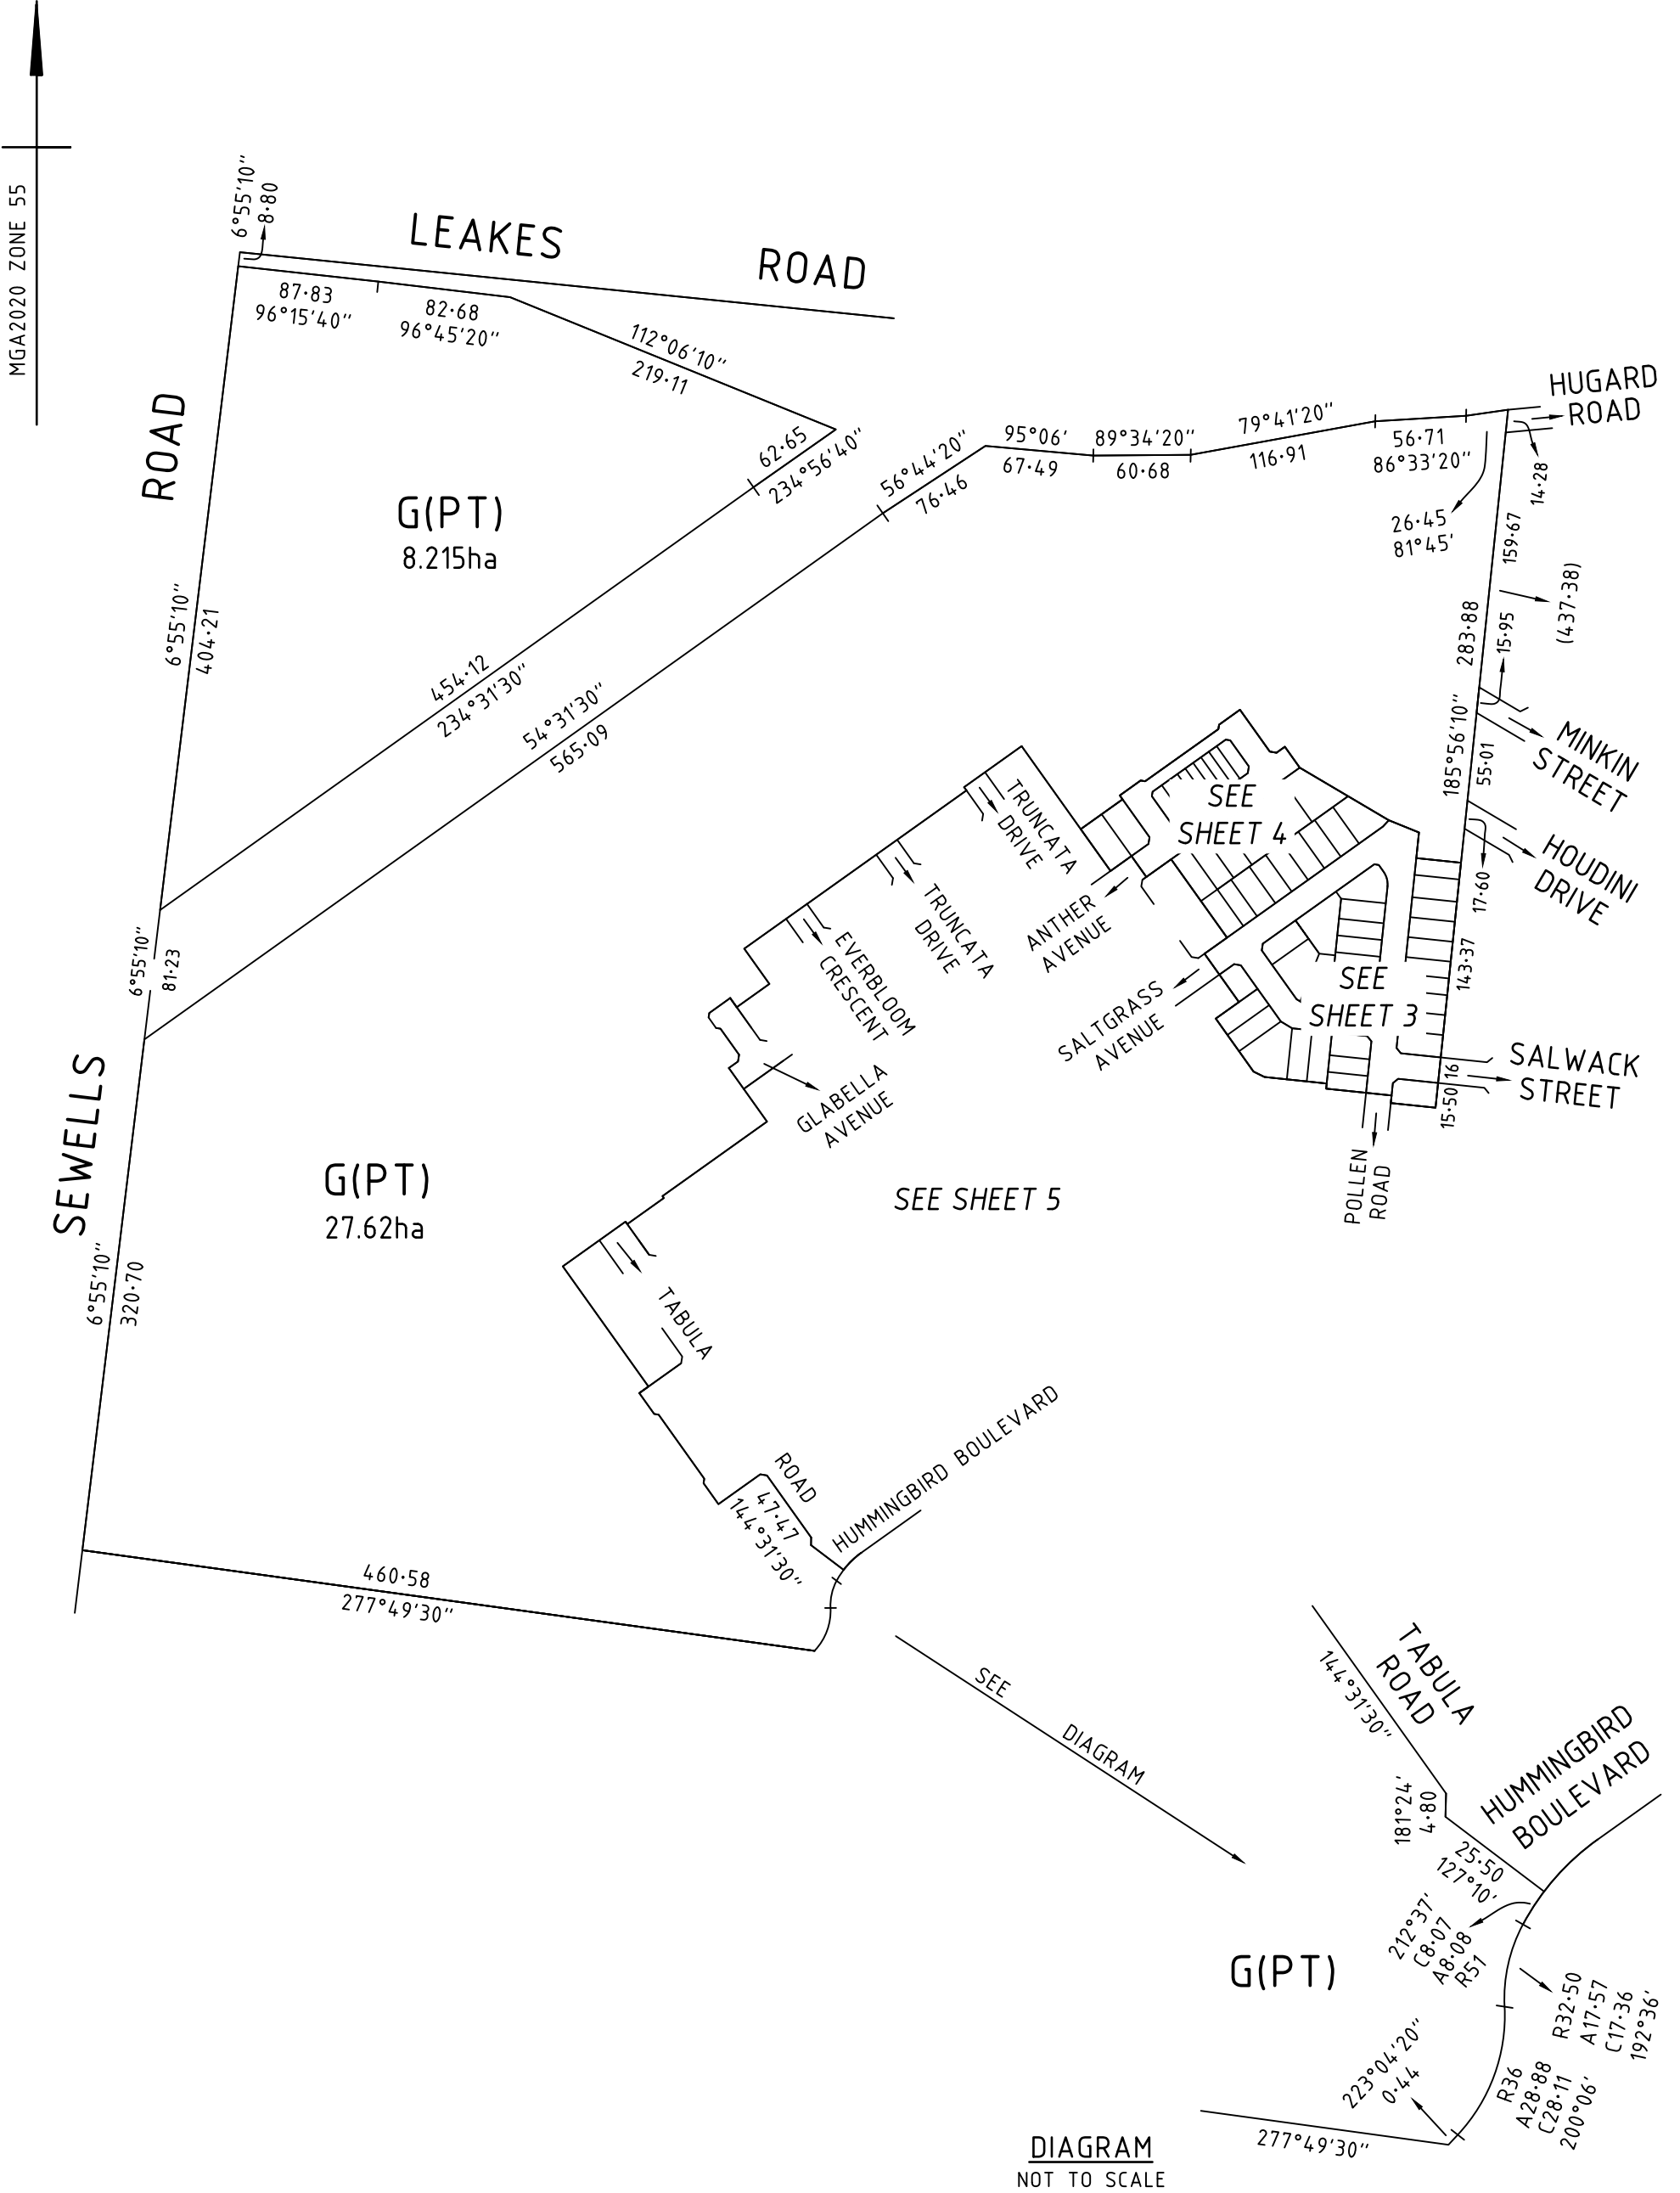 MGA2020 ZONE 55
6°55'10"
8·80
LEAKES
ROAD
87·83
96°15'40"
82·68
96°45'20"
112°06'10"
219·11
62·65
234°56'40"
ROAD
G(PT)
8.215ha
6°55'10"
404·21
454·12
234°31'30"
54°31'30"
565·09
56°44'20"
76·46
95°06'
67·49
89°34'20"
60·68
79°41'20"
116·91
56·71
86°33'20"
HUGARD
ROAD
14·28
26·45
81°45'
159·67
(437·38)
283·88
15·95
185°56'10"
55·01
MINKIN
STREET
HOUDINI
DRIVE
17·60
143·37
SEE
SHEET 4
TRUNCATA
DRIVE
TRUNCATA
DRIVE
ANTHER
AVENUE
EVERBLOOM
CRESCENT
SEE
SHEET 3
SALTGRASS
AVENUE
SALWACK
STREET
16
15·50
POLLEN
ROAD
GLABELLA
AVENUE
6°55'10"
81·23
SEWELLS
G(PT)
27.62ha
SEE SHEET 5
6°55'10"
320·70
TABULA
ROAD
47·47
144°31'30"
HUMMINGBIRD BOULEVARD
460·58
277°49'30"
SEE
DIAGRAM
TABULA
ROAD
144°31'30"
HUMMINGBIRD
BOULEVARD
181°24'
4·80
25·50
127°10'
212°37'
C8·07
A8·08
R51
G(PT)
R32·50
A17·57
C17·36
192°36'
223°04'20"
0·44
R36
A28·88
C28·11
200°06'
277°49'30"
DIAGRAM
NOT TO SCALE